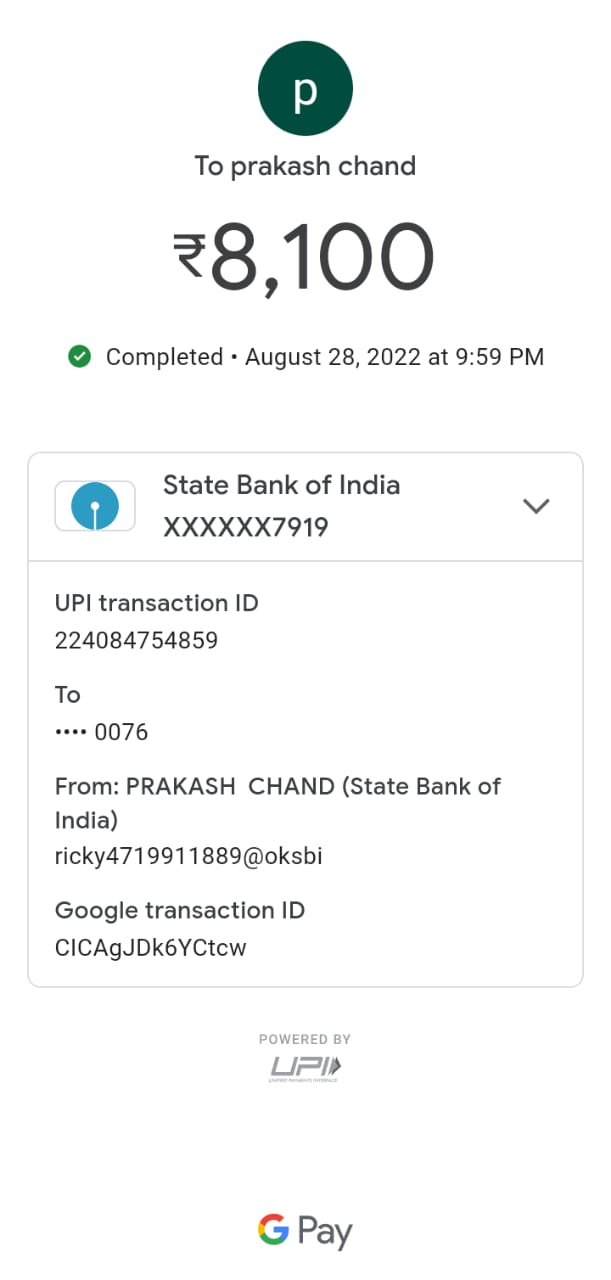 p
To prakash chand
₹8,100
Completed • August 28, 2022 at 9:59 PM
State Bank of India
XXXXXX7919
UPI transaction ID
224084754859
To
•••• 0076
From: PRAKASH  CHAND (State Bank of
India)
ricky4719911889@oksbi
Google transaction ID
CICAgJDk6YCtcw
POWERED BY
UPI
UNIFIED PAYMENTS INTERFACE
G Pay